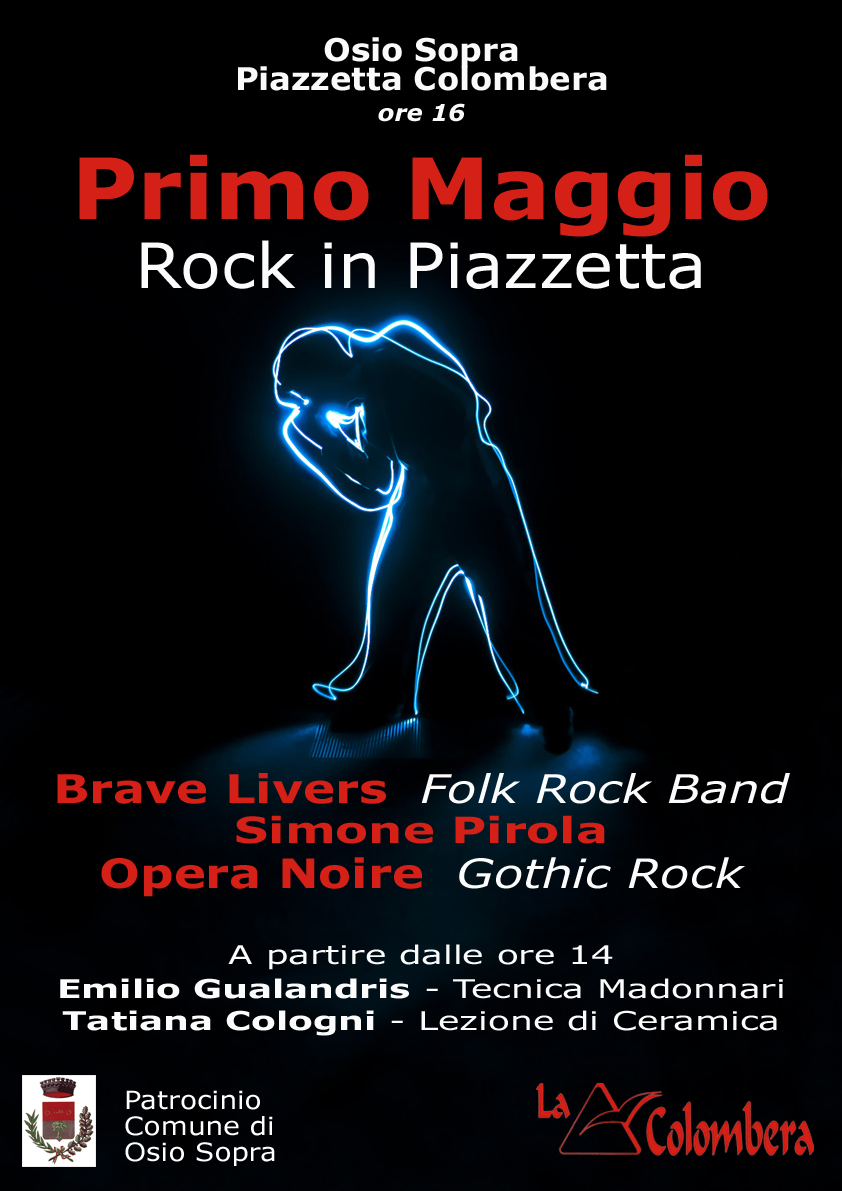 Osio Sopra
Piazzetta Colombera
ore 16
Primo Maggio
Rock in Piazzetta
Brave Livers Folk Rock Band
Simone Pirola
Opera Noire Gothic Rock
A partire dalle ore 14
Emilio Gualandris - Tecnica Madonnari
Tatiana Cologni - Lezione di Ceramica
Patrocinio
Comune di
Osio Sopra
La Colombera